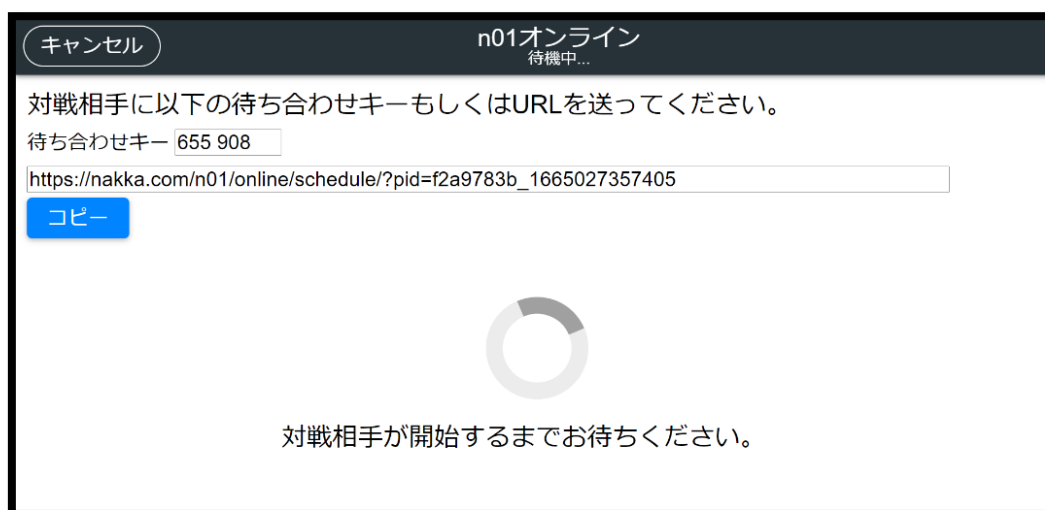 キャンセル
n01オンライン
待機中...
対戦相手に以下の待ち合わせキーもしくはURLを送ってください。
待ち合わせキー 655 908
https://nakka.com/n01/online/schedule/?pid=f2a9783b_1665027357405
コピー
対戦相手が開始するまでお待ちください。